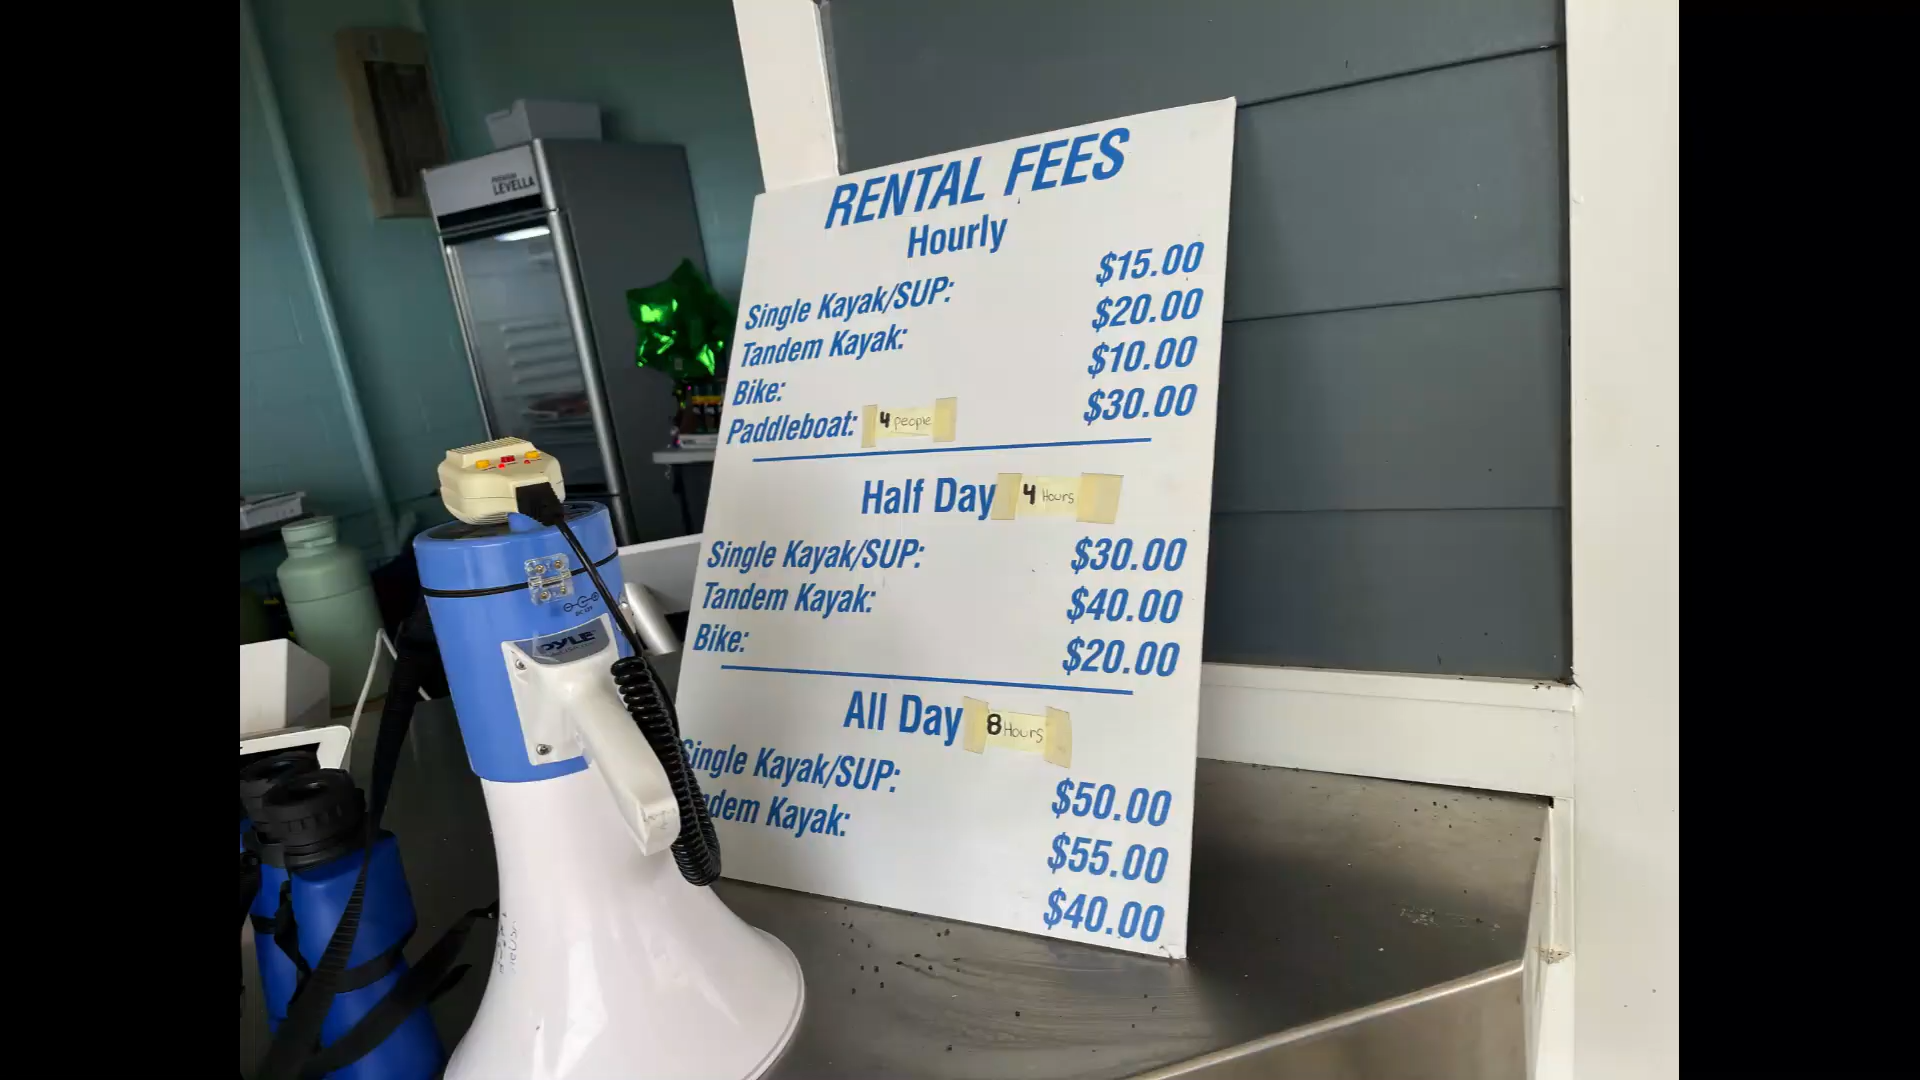 PREMIUM
LEVELLA
RENTAL FEES
Hourly
Single Kayak/SUP: $15.00
Tandem Kayak: $20.00
Bike: $10.00
Paddleboat: 4 people $30.00
Half Day 4 Hours
Single Kayak/SUP: $30.00
Tandem Kayak: $40.00
Bike: $20.00
All Day 8 Hours
Single Kayak/SUP: $50.00
ndem Kayak: $55.00
$40.00
PYLE